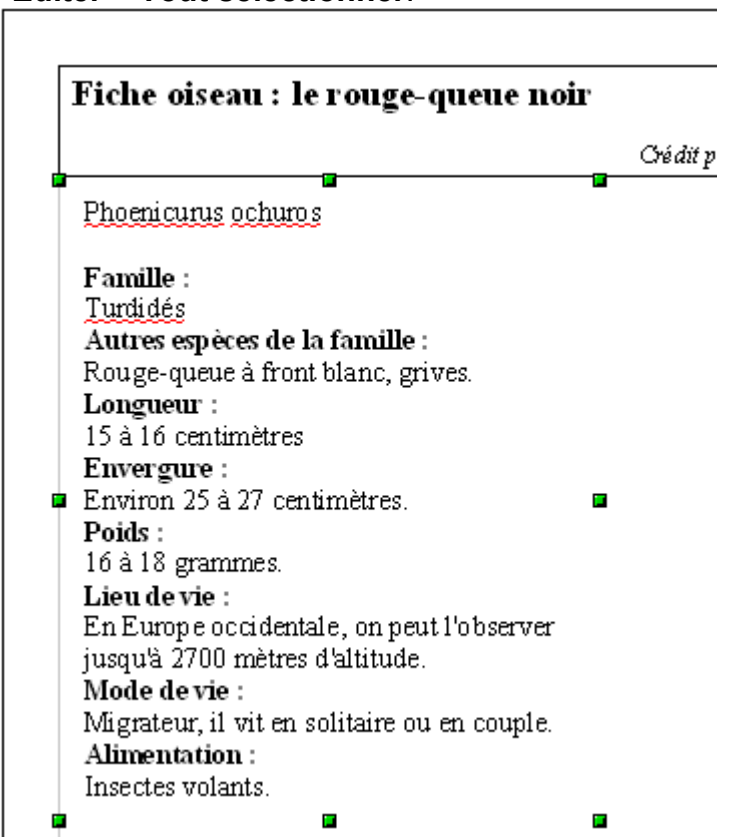 Fiche oiseau : le rouge-queue noir
Crédit p
Phoenicurus ochuros
Famille :
Turdidés
Autres espèces de la famille :
Rouge-queue à front blanc, grives.
Longueur :
15 à 16 centimètres
Envergure :
Environ 25 à 27 centimètres.
Poids :
16 à 18 grammes.
Lieu de vie :
En Europe occidentale, on peut l'observer
jusqu'à 2700 mètres d'altitude.
Mode de vie :
Migrateur, il vit en solitaire ou en couple.
Alimentation :
Insectes volants.